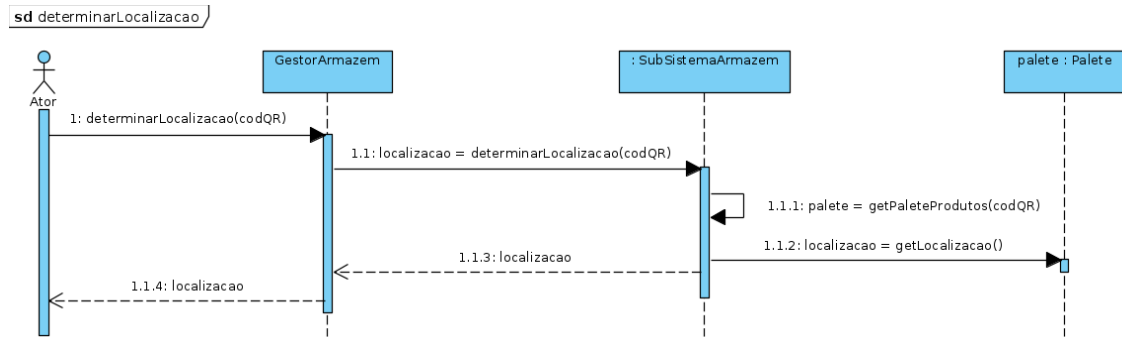 sd determinarLocalizacao
Ator
GestorArmazem
: SubSistemaArmazem
palete : Palete
1: determinarLocalizacao(codQR)
1.1: localizacao = determinarLocalizacao(codQR)
1.1.1: palete = getPaleteProdutos(codQR)
1.1.2: localizacao = getLocalizacao()
1.1.3: localizacao
1.1.4: localizacao